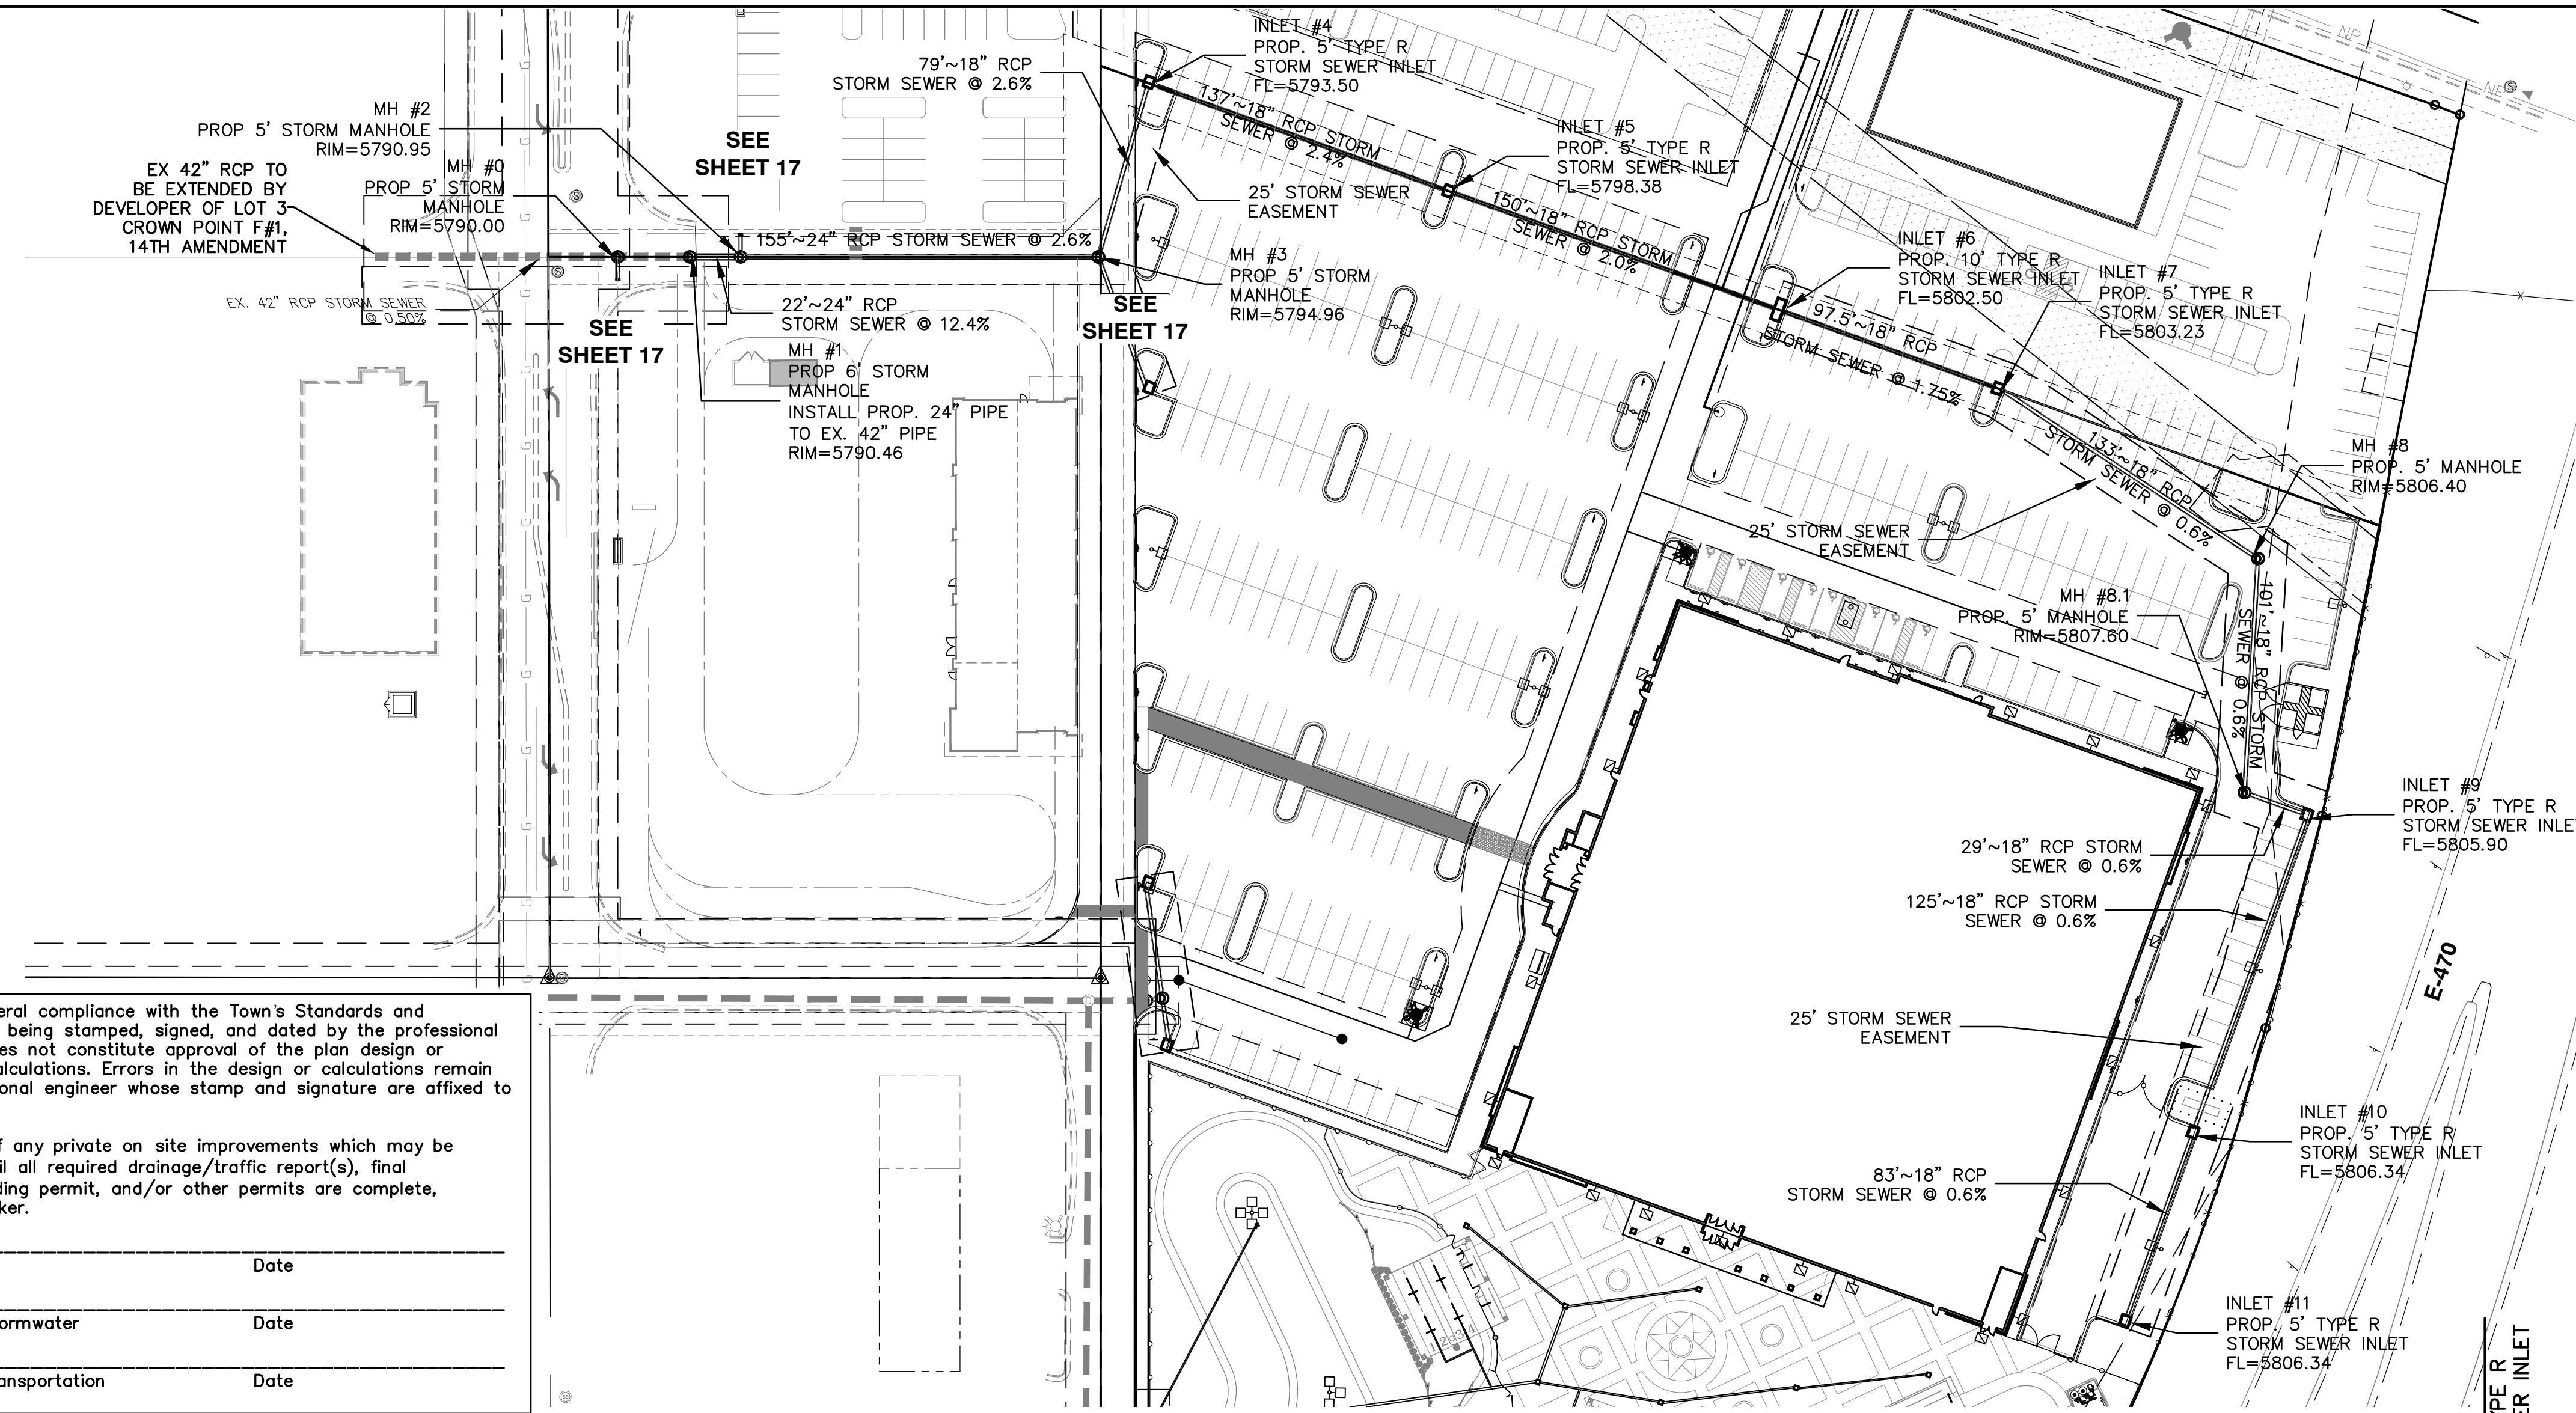 INLET #4
PROP. 5' TYPE R
STORM SEWER INLET
FL=5793.50
79'~18" RCP
STORM SEWER @ 2.6%
MH #2
PROP 5' STORM MANHOLE
RIM=5790.95
SEE
SHEET 17
137'~18" RCP STORM
SEWER @ 2.4%
INLET #5
PROP. 5' TYPE R
STORM SEWER INLET
FL=5798.38
EX 42" RCP TO
BE EXTENDED BY
DEVELOPER OF LOT 3
CROWN POINT F#1,
14TH AMENDMENT
MH #0
PROP 5' STORM
MANHOLE
RIM=5790.00
25' STORM SEWER
EASEMENT
150'~18" RCP STORM
SEWER @ 2.0%
155'~24" RCP STORM SEWER @ 2.6%
INLET #6
PROP. 10' TYPE R
STORM SEWER INLET
FL=5802.50
INLET #7
PROP. 5' TYPE R
STORM SEWER INLET
FL=5803.23
MH #3
PROP 5' STORM
MANHOLE
RIM=5794.96
EX. 42" RCP STORM SEWER
@ 0.50%
22'~24" RCP
STORM SEWER @ 12.4%
SEE
SHEET 17
SEE
SHEET 17
97.5'~18" RCP
STORM SEWER @ 1.75%
MH #1
PROP 6' STORM
MANHOLE
INSTALL PROP. 24" PIPE
TO EX. 42" PIPE
RIM=5790.46
133'~18" RCP
STORM SEWER @ 0.6%
MH #8
PROP. 5' MANHOLE
RIM=5806.40
25' STORM SEWER
EASEMENT
MH #8.1
PROP. 5' MANHOLE
RIM=5807.60
101'~18" RCP STORM
SEWER @ 0.6%
INLET #9
PROP. 5' TYPE R
STORM SEWER INLE
FL=5805.90
29'~18" RCP STORM
SEWER @ 0.6%
125'~18" RCP STORM
SEWER @ 0.6%
E-470
25' STORM SEWER
EASEMENT
INLET #10
PROP. 5' TYPE R
STORM SEWER INLET
FL=5806.34
83'~18" RCP
STORM SEWER @ 0.6%
INLET #11
PROP. 5' TYPE R
STORM SEWER INLET
FL=5806.34
YPE R
ER INLET
eral compliance with the Town's Standards and
being stamped, signed, and dated by the professional
es not constitute approval of the plan design or
alculations. Errors in the design or calculations remain
onal engineer whose stamp and signature are affixed to
f any private on site improvements which may be
il all required drainage/traffic report(s), final
ding permit, and/or other permits are complete,
ker.
Date
ormwater Date
ansportation Date